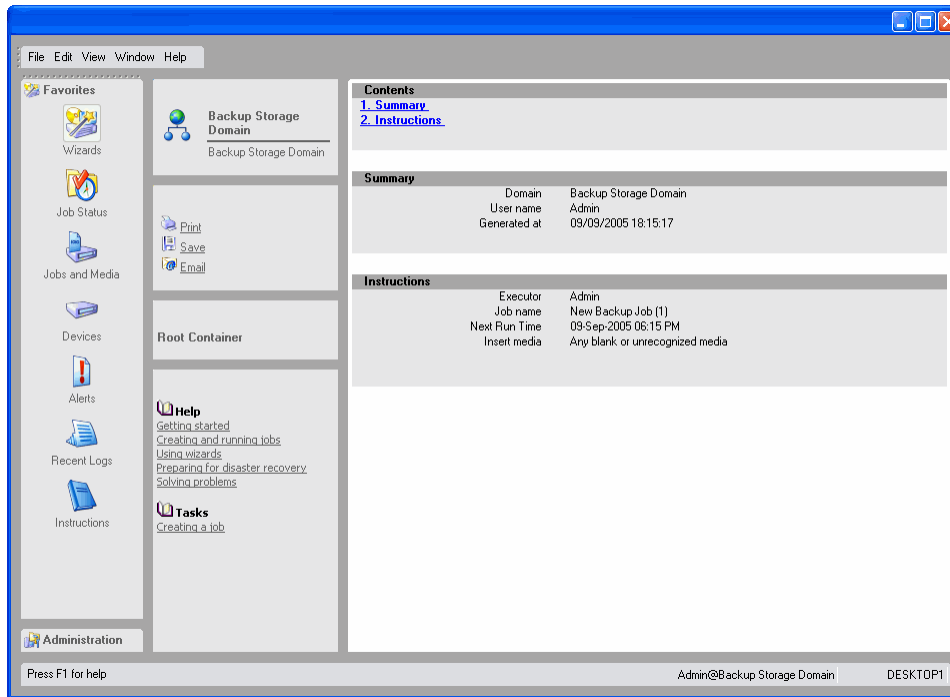 File Edit View Window Help
Favorites
Wizards
Job Status
Jobs and Media
Devices
Alerts
Recent Logs
Instructions
Administration
Backup Storage
Domain
Backup Storage Domain
Print
Save
Email
Root Container
Help
Getting started
Creating and running jobs
Using wizards
Preparing for disaster recovery
Solving problems
Tasks
Creating a job
Contents
1. Summary
2. Instructions
Summary
Domain Backup Storage Domain
User name Admin
Generated at 09/09/2005 18:15:17
Instructions
Executor Admin
Job name New Backup Job (1)
Next Run Time 09-Sep-2005 06:15 PM
Insert media Any blank or unrecognized media
Press F1 for help Admin@Backup Storage Domain DESKTOP1